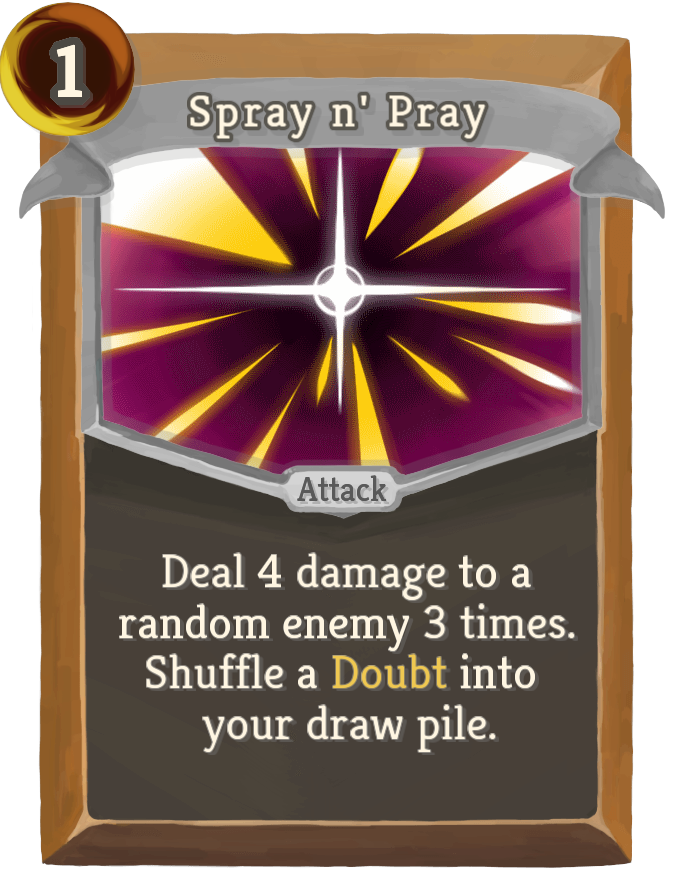 1
Spray n' Pray
Attack
Deal 4 damage to a
random enemy 3 times.
Shuffle a Doubt into
your draw pile.